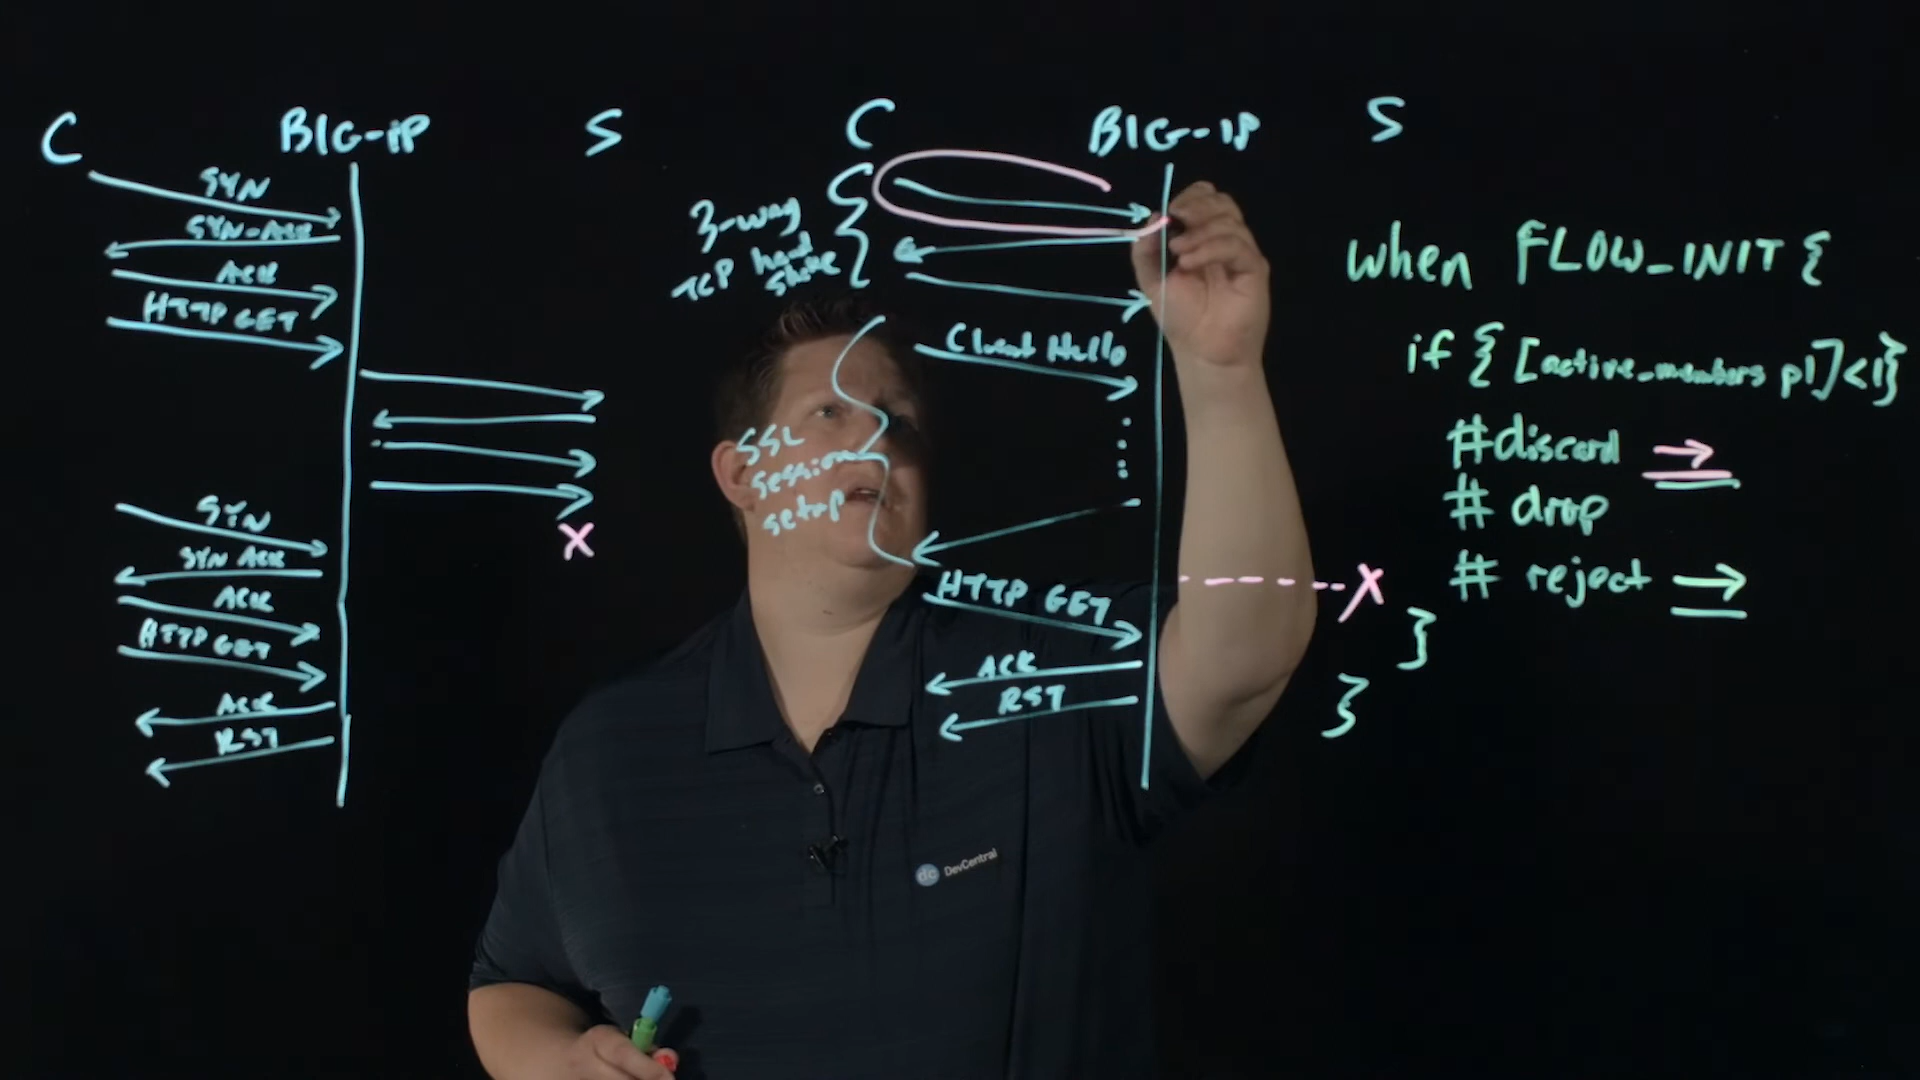 C BIG-IP S
SYN
SYN-ACK
ACK
HTTP GET
X
SYN
SYN ACK
ACK
HTTP GET
ACK
RST
C BIG-IP S
3-way
TCP hand
shake
Client Hello
SSL
session
setup
HTTP GET
X
ACK
RST
when FLOW_INIT {
if { [active_members p1]<1}
#discard
# drop
# reject
}
}
dc DevCentral